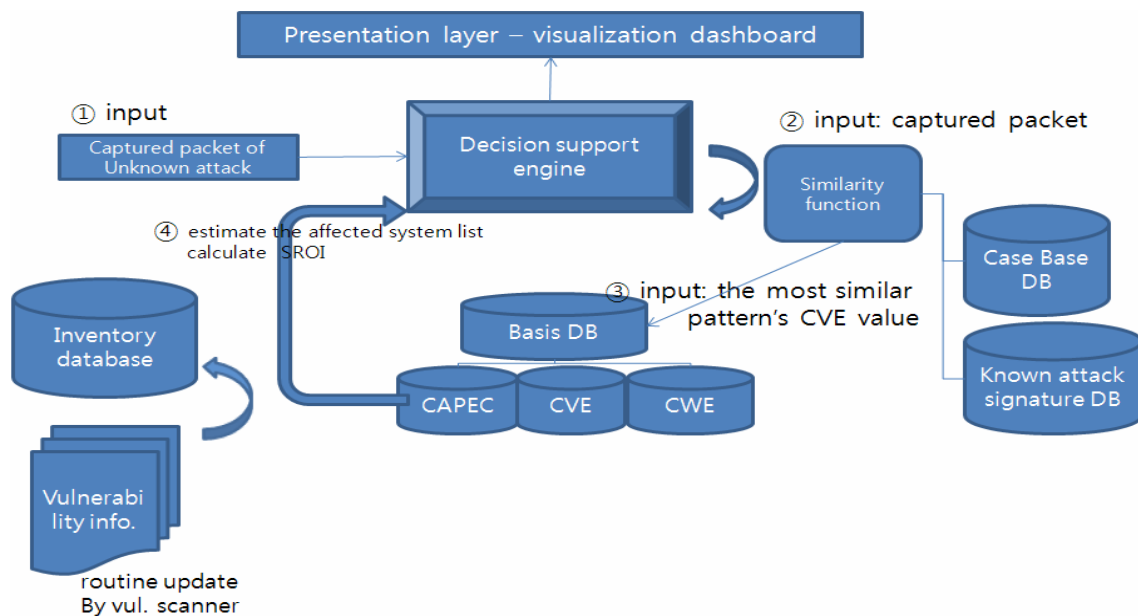 Presentation layer – visualization dashboard
① input
Captured packet of
Unknown attack
Decision support
engine
② input: captured packet
Similarity
function
④ estimate the affected system list
calculate SROI
Case Base
DB
③ input: the most similar
pattern's CVE value
Inventory
database
Basis DB
Known attack
signature DB
CAPEC
CVE
CWE
Vulnerabi
lity info.
routine update
By vul. scanner